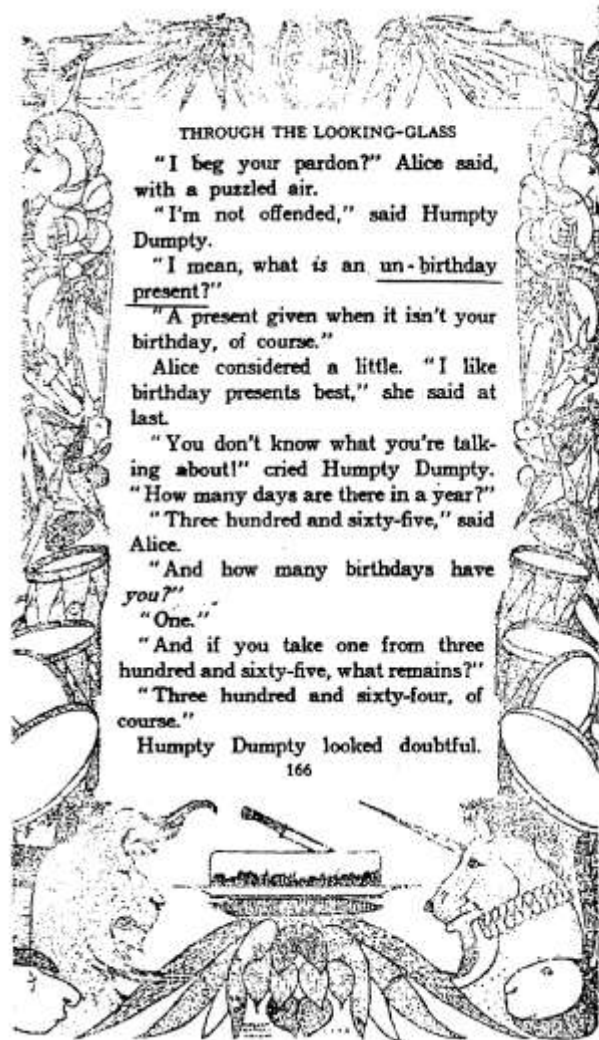 THROUGH THE LOOKING-GLASS
"I beg your pardon?" Alice said,
with a puzzled air.
"I'm not offended," said Humpty
Dumpty.
"I mean, what is an un-birthday
present?"
"A present given when it isn't your
birthday, of course."
Alice considered a little. "I like
birthday presents best," she said at
last.
"You don't know what you're talk-
ing about!" cried Humpty Dumpty.
"How many days are there in a year?"
"Three hundred and sixty-five," said
Alice.
"And how many birthdays have
you?"
"One."
"And if you take one from three
hundred and sixty-five, what remains?"
"Three hundred and sixty-four, of
course."
Humpty Dumpty looked doubtful.
166